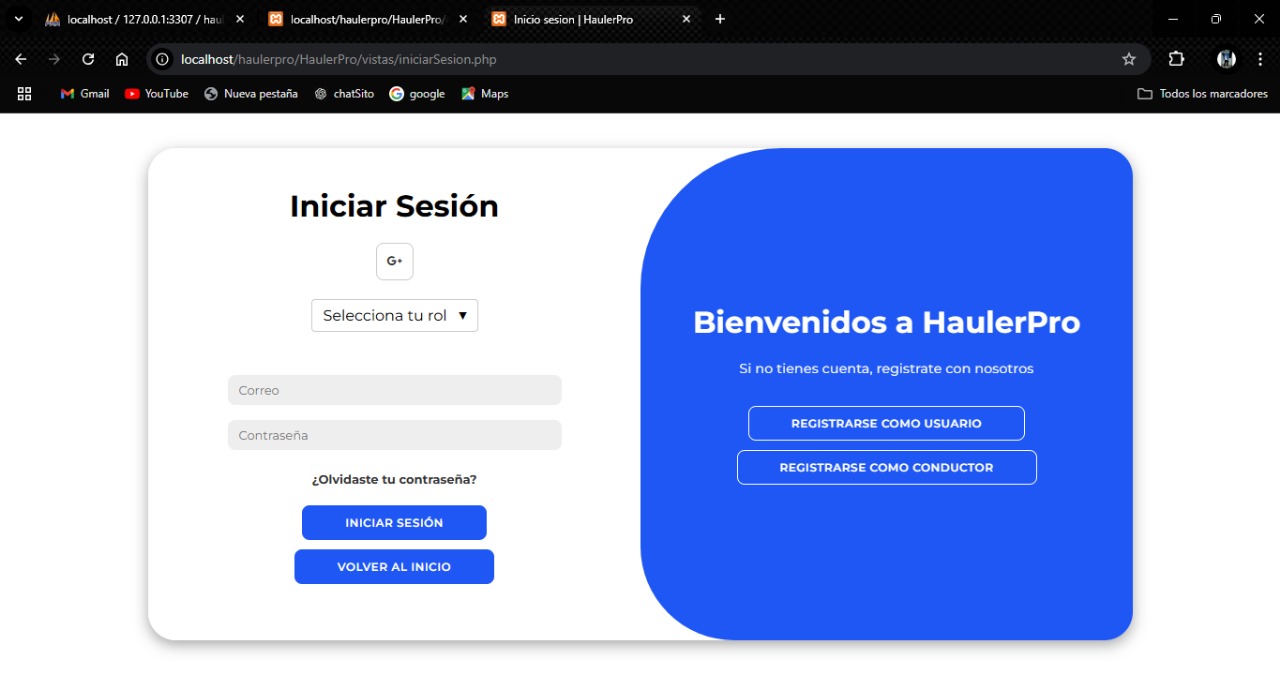 localhost / 127.0.0.1:3307 / haul
localhost/haulerpro/HaulerPro/
Inicio sesion | HaulerPro
localhost/haulerpro/HaulerPro/vistas/iniciarSesion.php
Gmail
YouTube
Nueva pestaña
chatSito
google
Maps
Todos los marcadores
Iniciar Sesión
G+
Selecciona tu rol
Correo
Contraseña
¿Olvidaste tu contraseña?
INICIAR SESIÓN
VOLVER AL INICIO
Bienvenidos a HaulerPro
Si no tienes cuenta, registrate con nosotros
REGISTRARSE COMO USUARIO
REGISTRARSE COMO CONDUCTOR